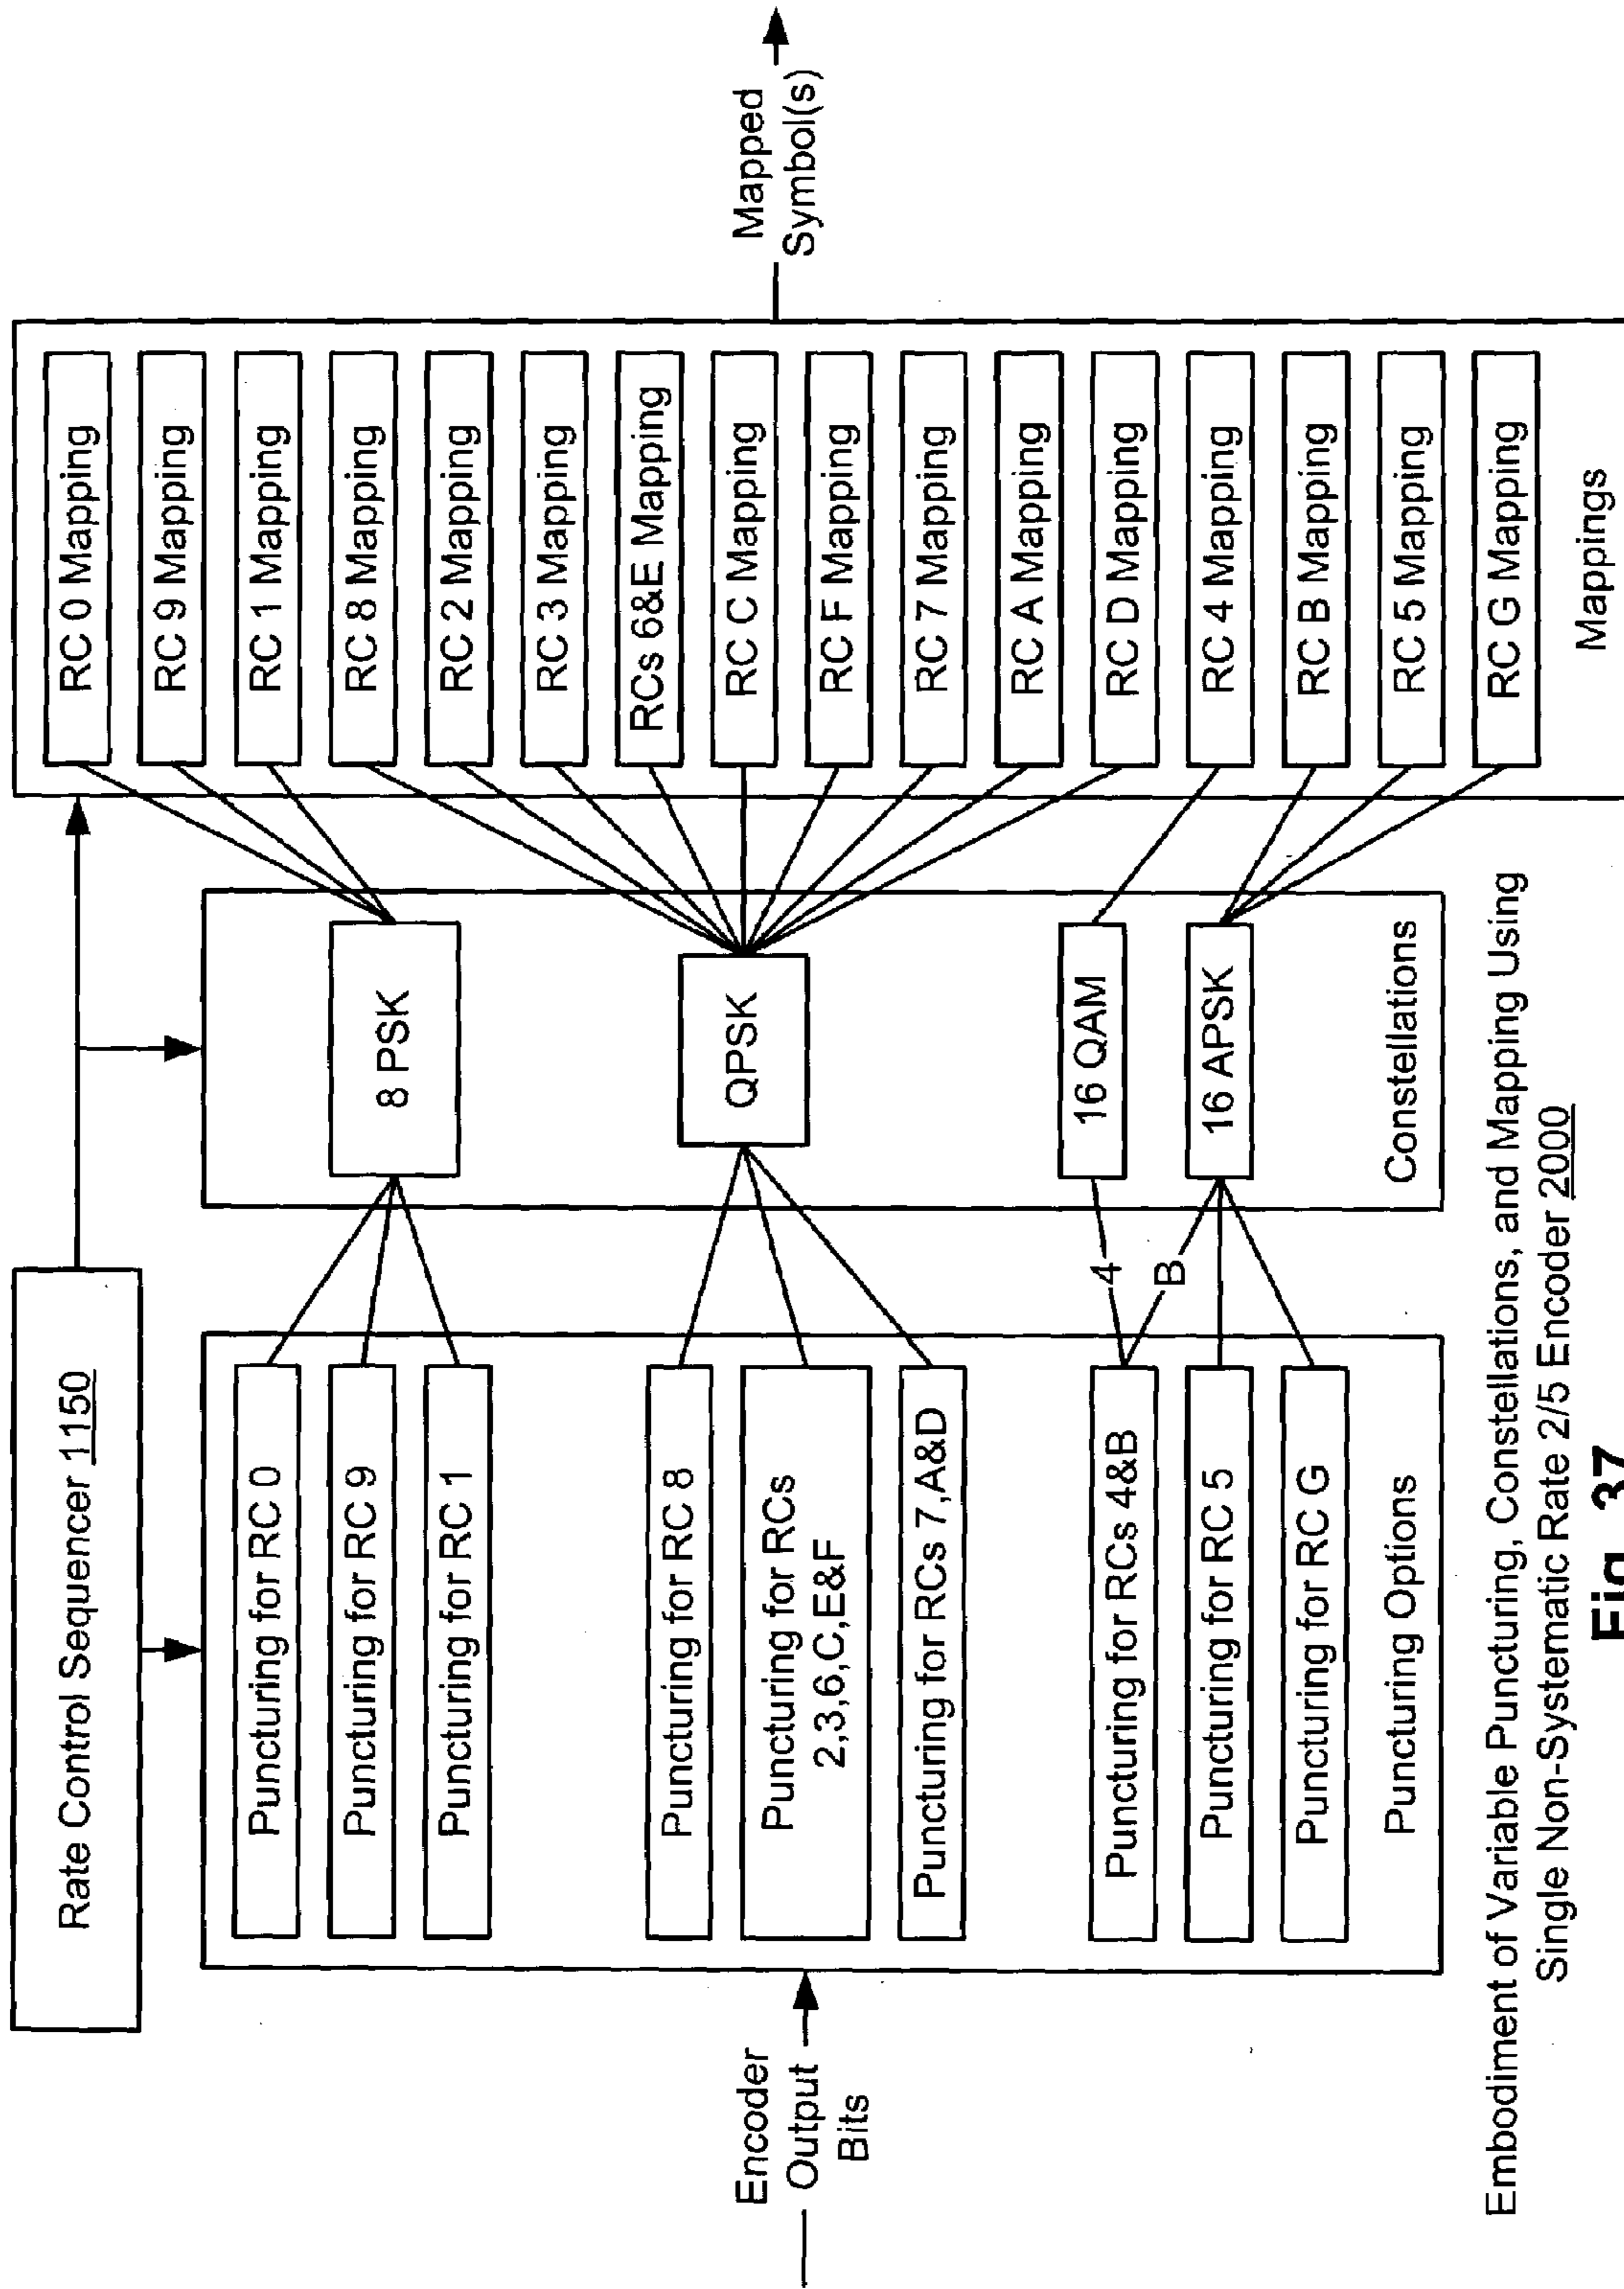 Rate Control Sequencer 1150
Encoder
Output
Bits
Puncturing for RC 0
Puncturing for RC 9
Puncturing for RC 1
Puncturing for RC 8
Puncturing for RCs
2,3,6,C,E&F
Puncturing for RCs 7,A&D
Puncturing for RCs 4&B
Puncturing for RC 5
Puncturing for RC G
Puncturing Options
4
B
8 PSK
QPSK
16 QAM
16 APSK
Constellations
RC 0 Mapping
RC 9 Mapping
RC 1 Mapping
RC 8 Mapping
RC 2 Mapping
RC 3 Mapping
RCs 6&E Mapping
RC C Mapping
RC F Mapping
RC 7 Mapping
RC A Mapping
RC D Mapping
RC 4 Mapping
RC B Mapping
RC 5 Mapping
RC G Mapping
Mappings
Mapped
Symbol(s)
Embodiment of Variable Puncturing, Constellations, and Mapping Using
Single Non-Systematic Rate 2/5 Encoder 2000
Fig. 37